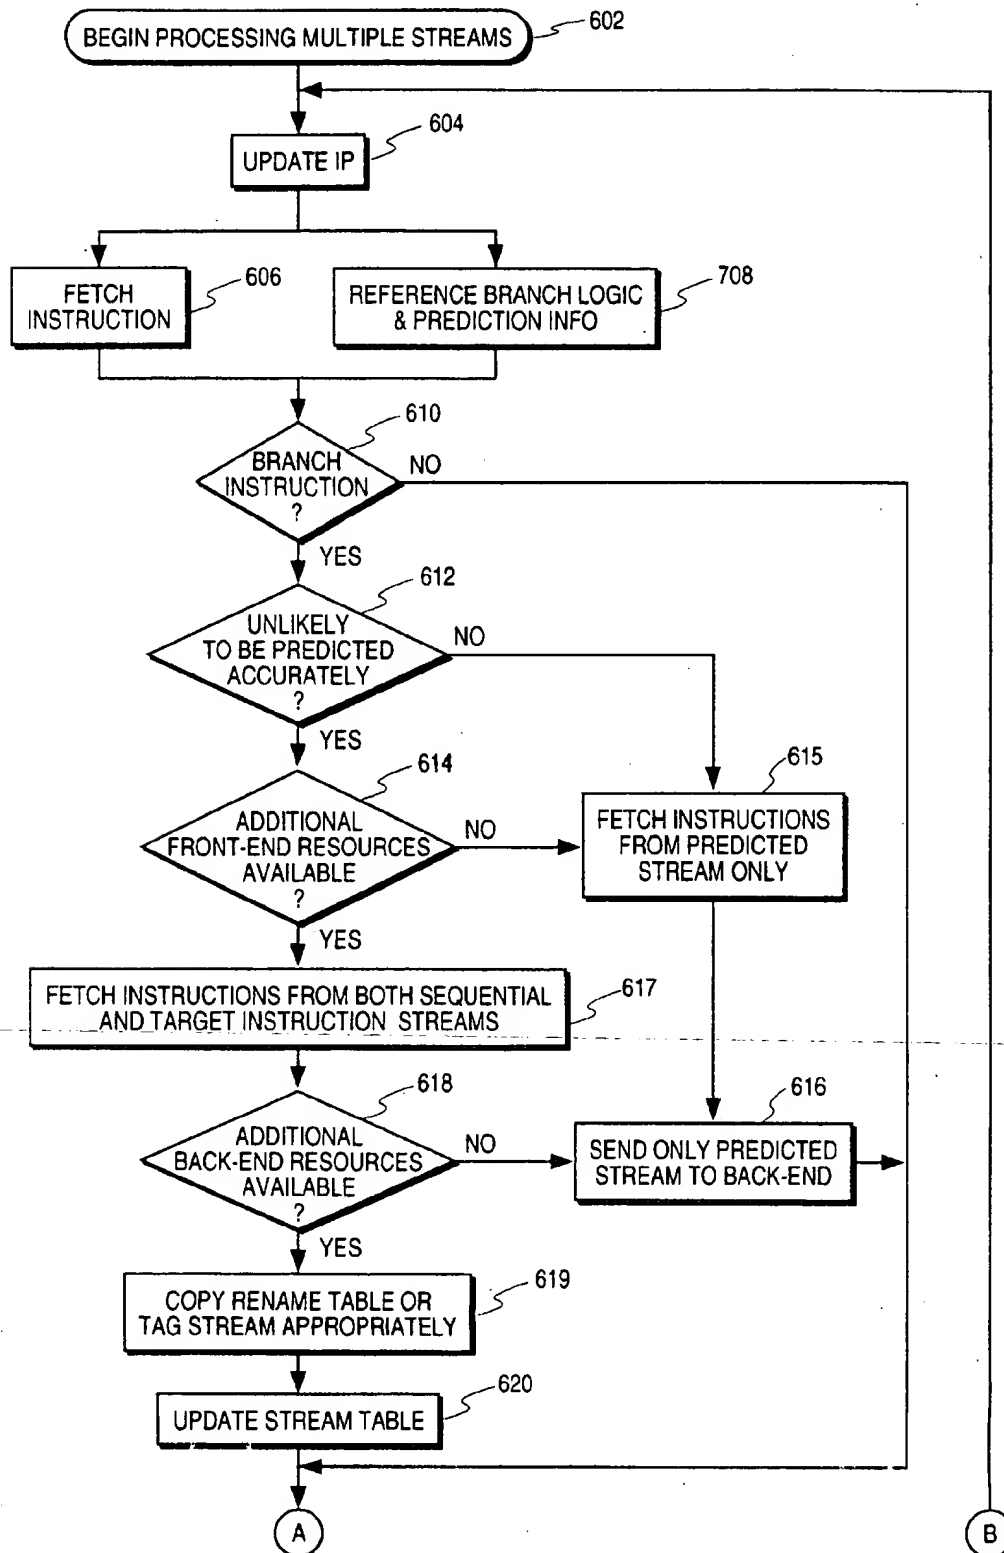 BEGIN PROCESSING MULTIPLE STREAMS
602
604
UPDATE IP
606
708
FETCH
INSTRUCTION
REFERENCE BRANCH LOGIC
& PREDICTION INFO
610
BRANCH
INSTRUCTION
?
NO
YES
612
UNLIKELY
TO BE PREDICTED
ACCURATELY
?
NO
YES
614
615
ADDITIONAL
FRONT-END RESOURCES
AVAILABLE
?
NO
FETCH INSTRUCTIONS
FROM PREDICTED
STREAM ONLY
YES
FETCH INSTRUCTIONS FROM BOTH SEQUENTIAL
AND TARGET INSTRUCTION STREAMS
617
618
616
ADDITIONAL
BACK-END RESOURCES
AVAILABLE
?
NO
SEND ONLY PREDICTED
STREAM TO BACK-END
YES
619
COPY RENAME TABLE OR
TAG STREAM APPROPRIATELY
620
UPDATE STREAM TABLE
A
B